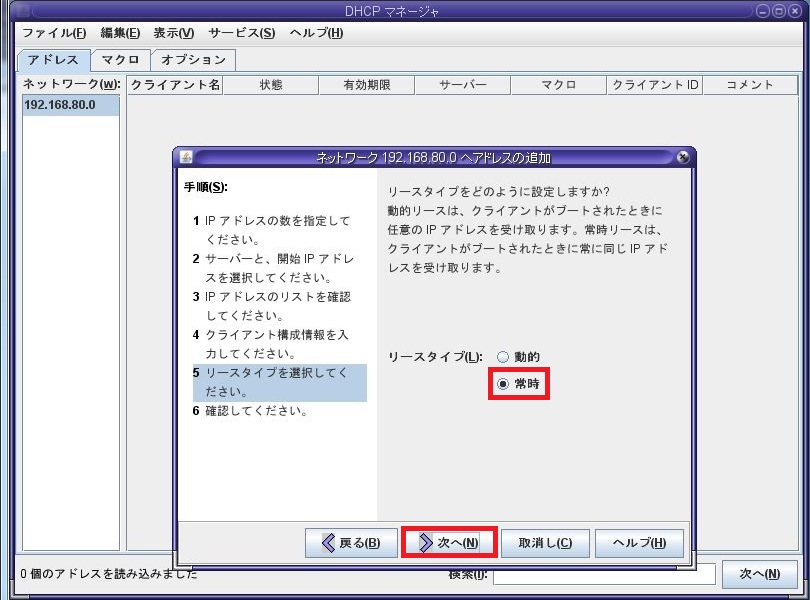 DHCP マネージャ
ファイル(F) 編集(E) 表示(V) サービス(S) ヘルプ(H)
アドレス マクロ オプション
ネットワーク(W): クライアント名 状態 有効期限 サーバー マクロ クライアント ID コメント
192.168.80.0
ネットワーク 192.168.80.0 へアドレスの追加
手順(S):
1 IP アドレスの数を指定して
ください。
2 サーバーと、開始 IP アドレ
スを選択してください。
3 IP アドレスのリストを確認
してください。
4 クライアント構成情報を入
力してください。
5 リースタイプを選択してく
ださい。
6 確認してください。
リースタイプをどのように設定しますか?
動的リースは、クライアントがブートされたときに
任意の IP アドレスを受け取ります。常時リースは、
クライアントがブートされたときに常に同じ IP アド
レスを受け取ります。
リースタイプ(L): 動的
常時
戻る(B) 次へ(N) 取消し(C) ヘルプ(H)
0 個のアドレスを読み込みました 検索(I): 次へ(N)